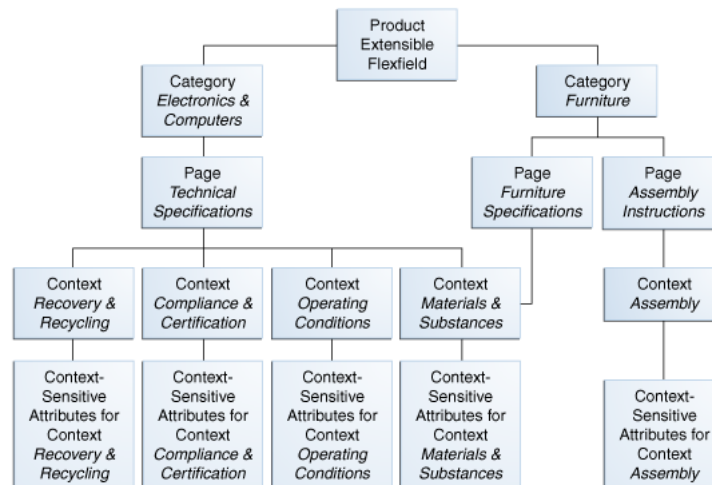 Product
Extensible
Flexfield
Category
Electronics &
Computers
Category
Furniture
Page
Technical
Specifications
Page
Furniture
Specifications
Page
Assembly
Instructions
Context
Recovery &
Recycling
Context
Compliance &
Certification
Context
Operating
Conditions
Context
Materials &
Substances
Context
Assembly
Context-
Sensitive
Attributes for
Context
Recovery &
Recycling
Context-
Sensitive
Attributes for
Context
Compliance &
Certification
Context-
Sensitive
Attributes for
Context
Operating
Conditions
Context-
Sensitive
Attributes for
Context
Materials &
Substances
Context-
Sensitive
Attributes for
Context
Assembly